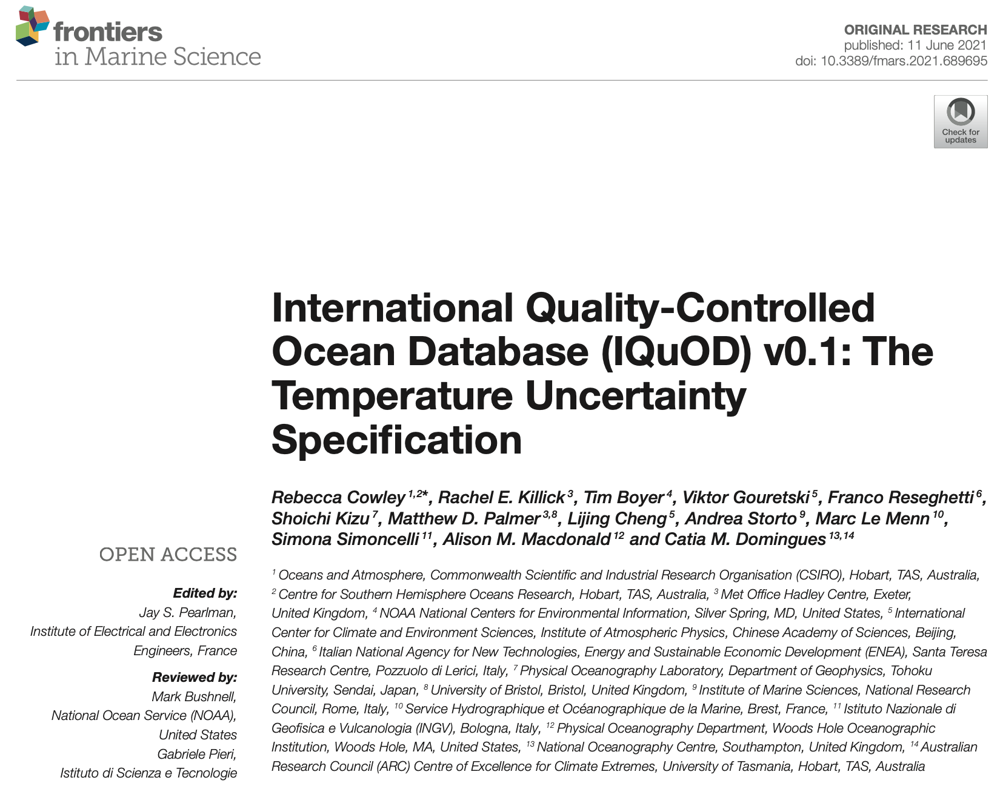 frontiers
in Marine Science
ORIGINAL RESEARCH
published: 11 June 2021
doi: 10.3389/fmars.2021.689695
Check for
updates
International Quality-Controlled
Ocean Database (IQuOD) v0.1: The
Temperature Uncertainty
Specification
Rebecca Cowley 1,2*, Rachel E. Killick 3, Tim Boyer 4, Viktor Gouretski 5, Franco Reseghetti 6,
Shoichi Kizu 7, Matthew D. Palmer 3,8, Lijing Cheng 5, Andrea Storto 9, Marc Le Menn 10,
Simona Simoncelli 11, Alison M. Macdonald 12 and Catia M. Domingues 13,14
1 Oceans and Atmosphere, Commonwealth Scientific and Industrial Research Organisation (CSIRO), Hobart, TAS, Australia,
2 Centre for Southern Hemisphere Oceans Research, Hobart, TAS, Australia, 3 Met Office Hadley Centre, Exeter,
United Kingdom, 4 NOAA National Centers for Environmental Information, Silver Spring, MD, United States, 5 International
Center for Climate and Environment Sciences, Institute of Atmospheric Physics, Chinese Academy of Sciences, Beijing,
China, 6 Italian National Agency for New Technologies, Energy and Sustainable Economic Development (ENEA), Santa Teresa
Research Centre, Pozzuolo di Lerici, Italy, 7 Physical Oceanography Laboratory, Department of Geophysics, Tohoku
University, Sendai, Japan, 8 University of Bristol, Bristol, United Kingdom, 9 Institute of Marine Sciences, National Research
Council, Rome, Italy, 10 Service Hydrographique et Océanographique de la Marine, Brest, France, 11 Istituto Nazionale di
Geofisica e Vulcanologia (INGV), Bologna, Italy, 12 Physical Oceanography Department, Woods Hole Oceanographic
Institution, Woods Hole, MA, United States, 13 National Oceanography Centre, Southampton, United Kingdom, 14 Australian
Research Council (ARC) Centre of Excellence for Climate Extremes, University of Tasmania, Hobart, TAS, Australia
OPEN ACCESS
Edited by:
Jay S. Pearlman,
Institute of Electrical and Electronics
Engineers, France
Reviewed by:
Mark Bushnell,
National Ocean Service (NOAA),
United States
Gabriele Pieri,
Istituto di Scienza e Tecnologie